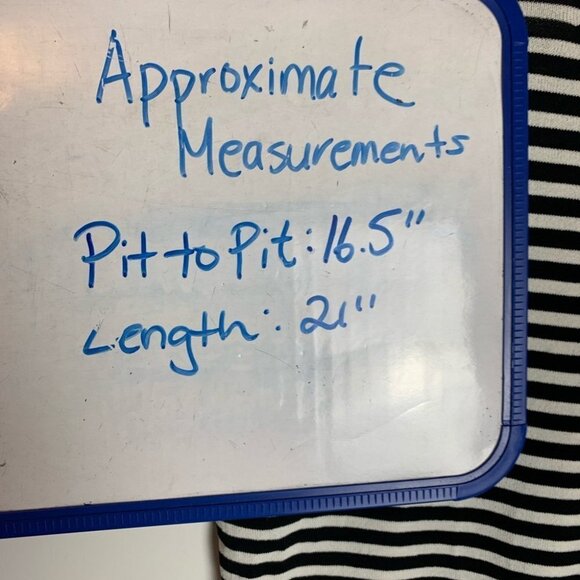 Approximate
Measurements
Pit to Pit: 16.5"
Length: 21"